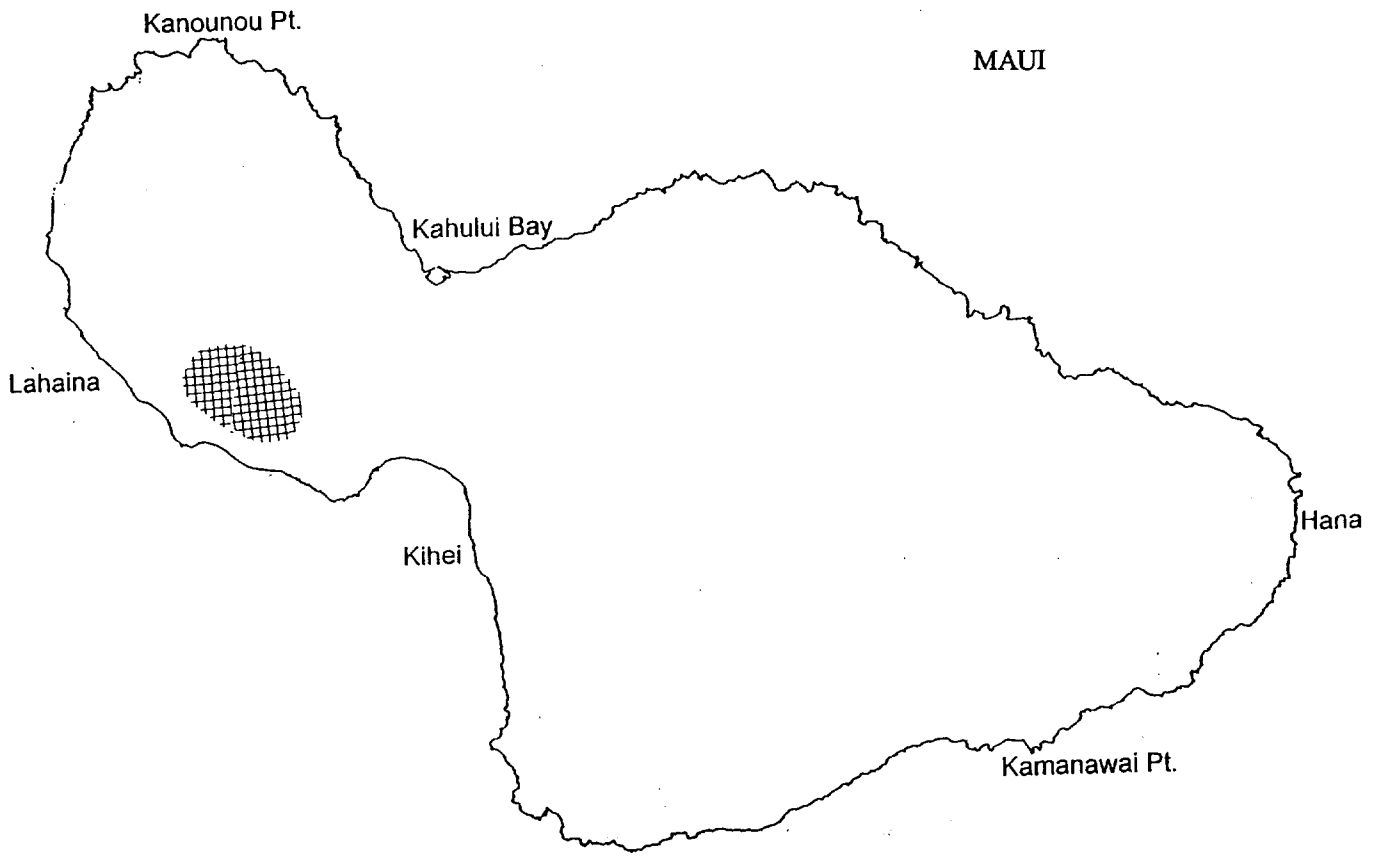 Kanounou Pt.
MAUI
Kahului Bay
Lahaina
Hana
Kihei
Kamanawai Pt.